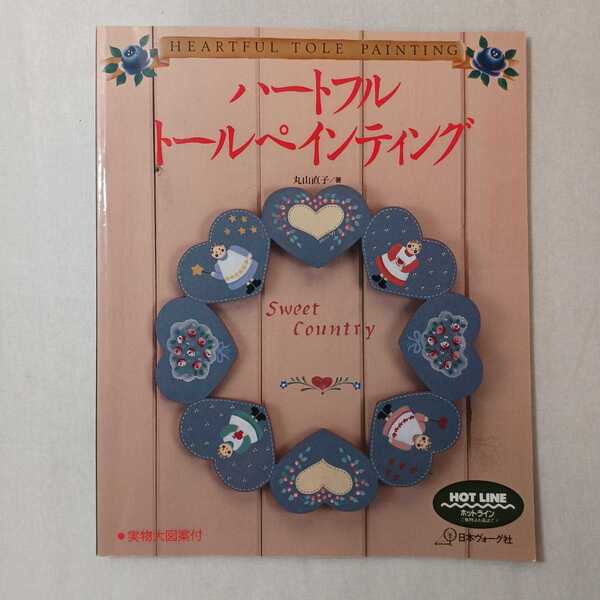 HEARTFUL TOLE PAINTING
ハートフル
トールペインティング
丸山直子/著
Sweet
Country
HOT LINE
ホットライン
●実物大図案付
日本ヴォーグ社